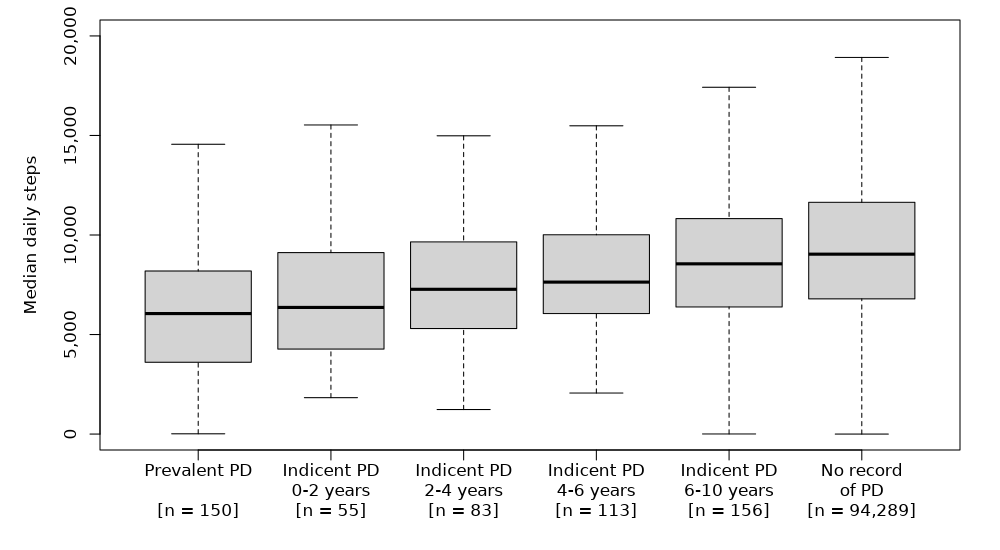 20,000
15,000
10,000
5,000
0
Median daily steps
Prevalent PD
[n = 150]
Indicent PD
0-2 years
[n = 55]
Indicent PD
2-4 years
[n = 83]
Indicent PD
4-6 years
[n = 113]
Indicent PD
6-10 years
[n = 156]
No record
of PD
[n = 94,289]